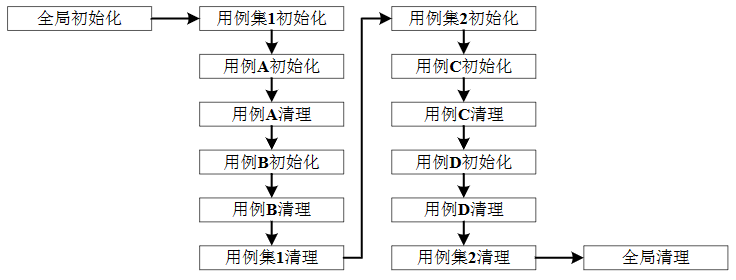 全局初始化
用例集1初始化
用例A初始化
用例A清理
用例B初始化
用例B清理
用例集1清理
用例集2初始化
用例C初始化
用例C清理
用例D初始化
用例D清理
用例集2清理
全局清理